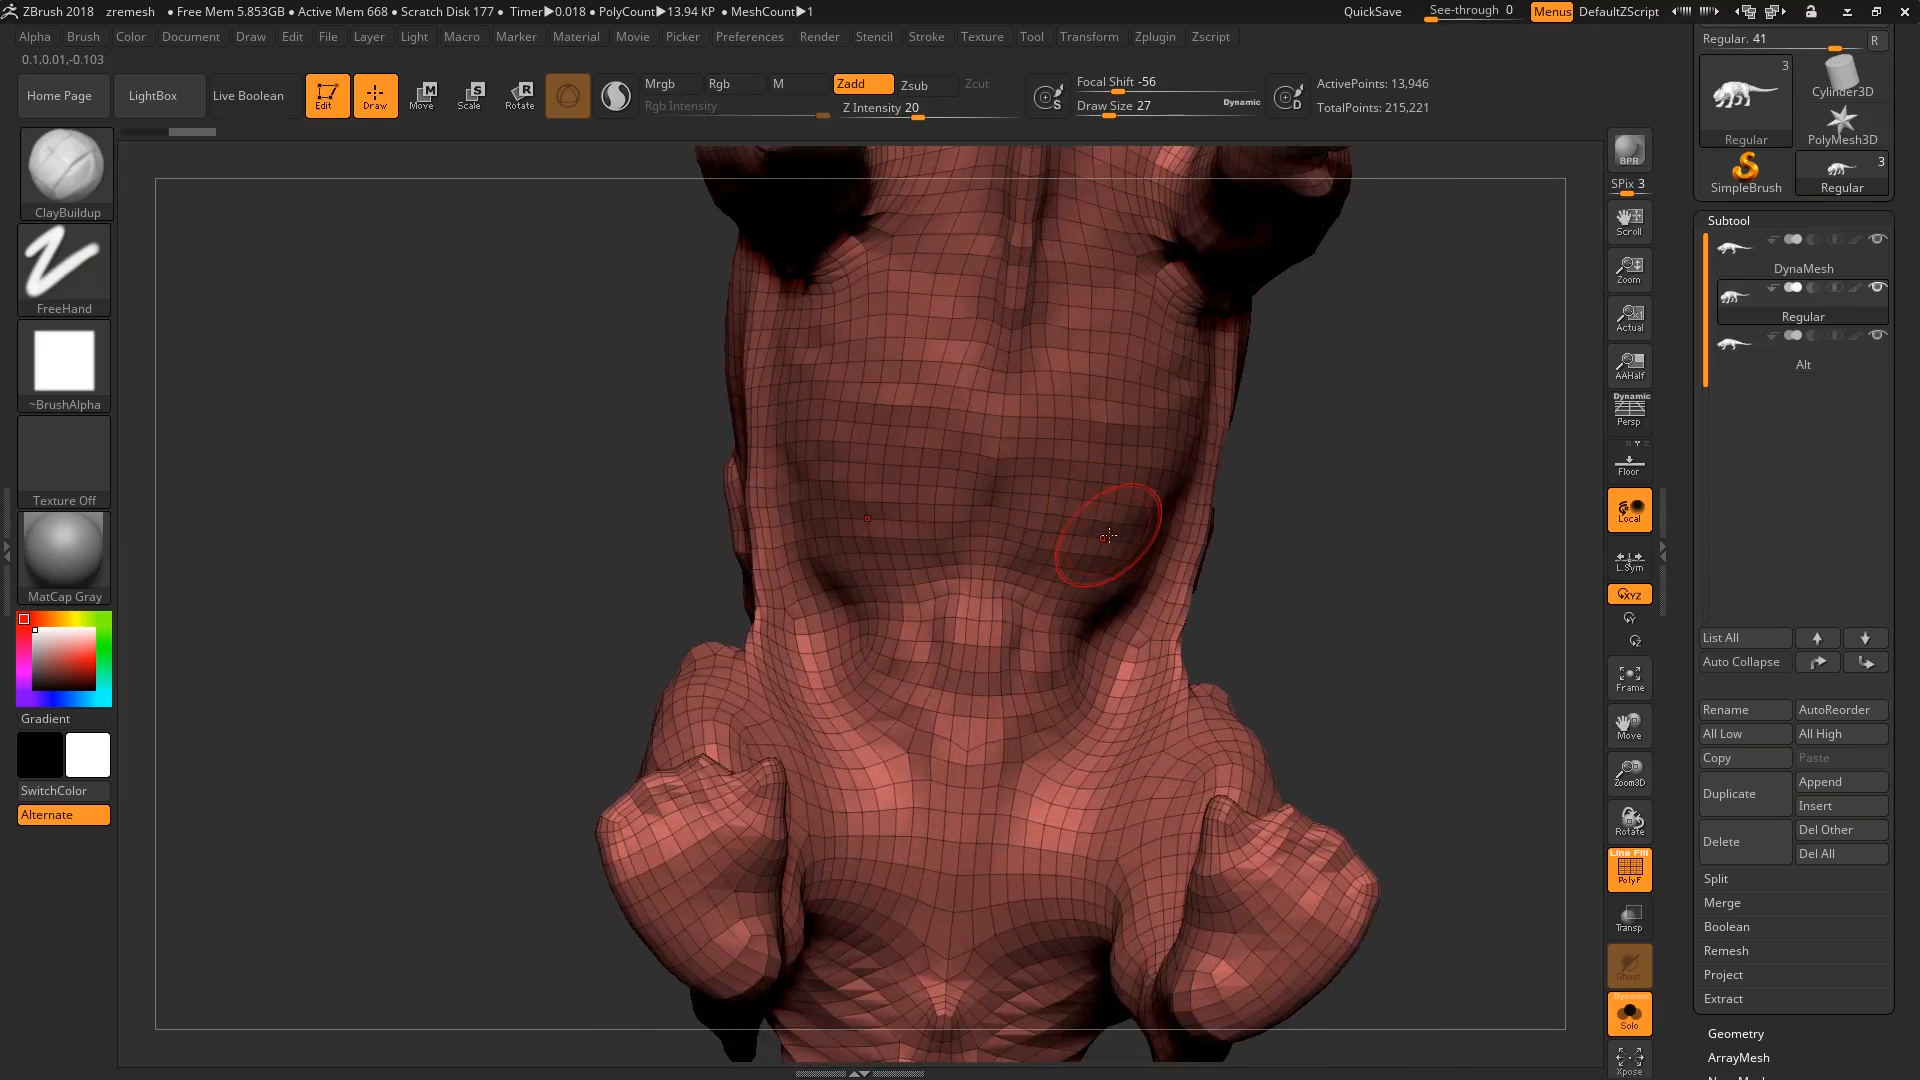 ZBrush 2018 zremesh • Free Mem 5.853GB • Active Mem 668 • Scratch Disk 177 • Timer▶0.018 • PolyCount▶13.94 KP • MeshCount▶1 QuickSave See-through 0 Menus DefaultZScript
Alpha Brush Color Document Draw Edit File Layer Light Macro Marker Material Movie Picker Preferences Render Stencil Stroke Texture Tool Transform Zplugin Zscript
0.1,0.01,-0.103
Home Page LightBox Live Boolean Edit Draw Move Scale Rotate
Mrgb Rgb M Zadd Zsub Zcut
Rgb Intensity Z Intensity 20
S Focal Shift -56
Draw Size 27 Dynamic D
ActivePoints: 13,946
TotalPoints: 215,221
ClayBuildup
FreeHand
~BrushAlpha
Texture Off
MatCap Gray
Gradient
SwitchColor
Alternate
BPR
SPix 3
Scroll
Zoom
Actual
AAHalf
Dynamic
Persp
Floor
Local
L.Sym
XYZ
Frame
Move
Zoom3D
Rotate
Line Fill
PolyF
Transp
Ghost
Dynamic
Solo
Xpose
Regular. 41 R
3
Regular
Cylinder3D
PolyMesh3D
SimpleBrush
3
Regular
Subtool
DynaMesh
Regular
Alt
List All
Auto Collapse
Rename AutoReorder
All Low All High
Copy Paste
Duplicate Append
Insert
Delete Del Other
Del All
Split
Merge
Boolean
Remesh
Project
Extract
Geometry
ArrayMesh